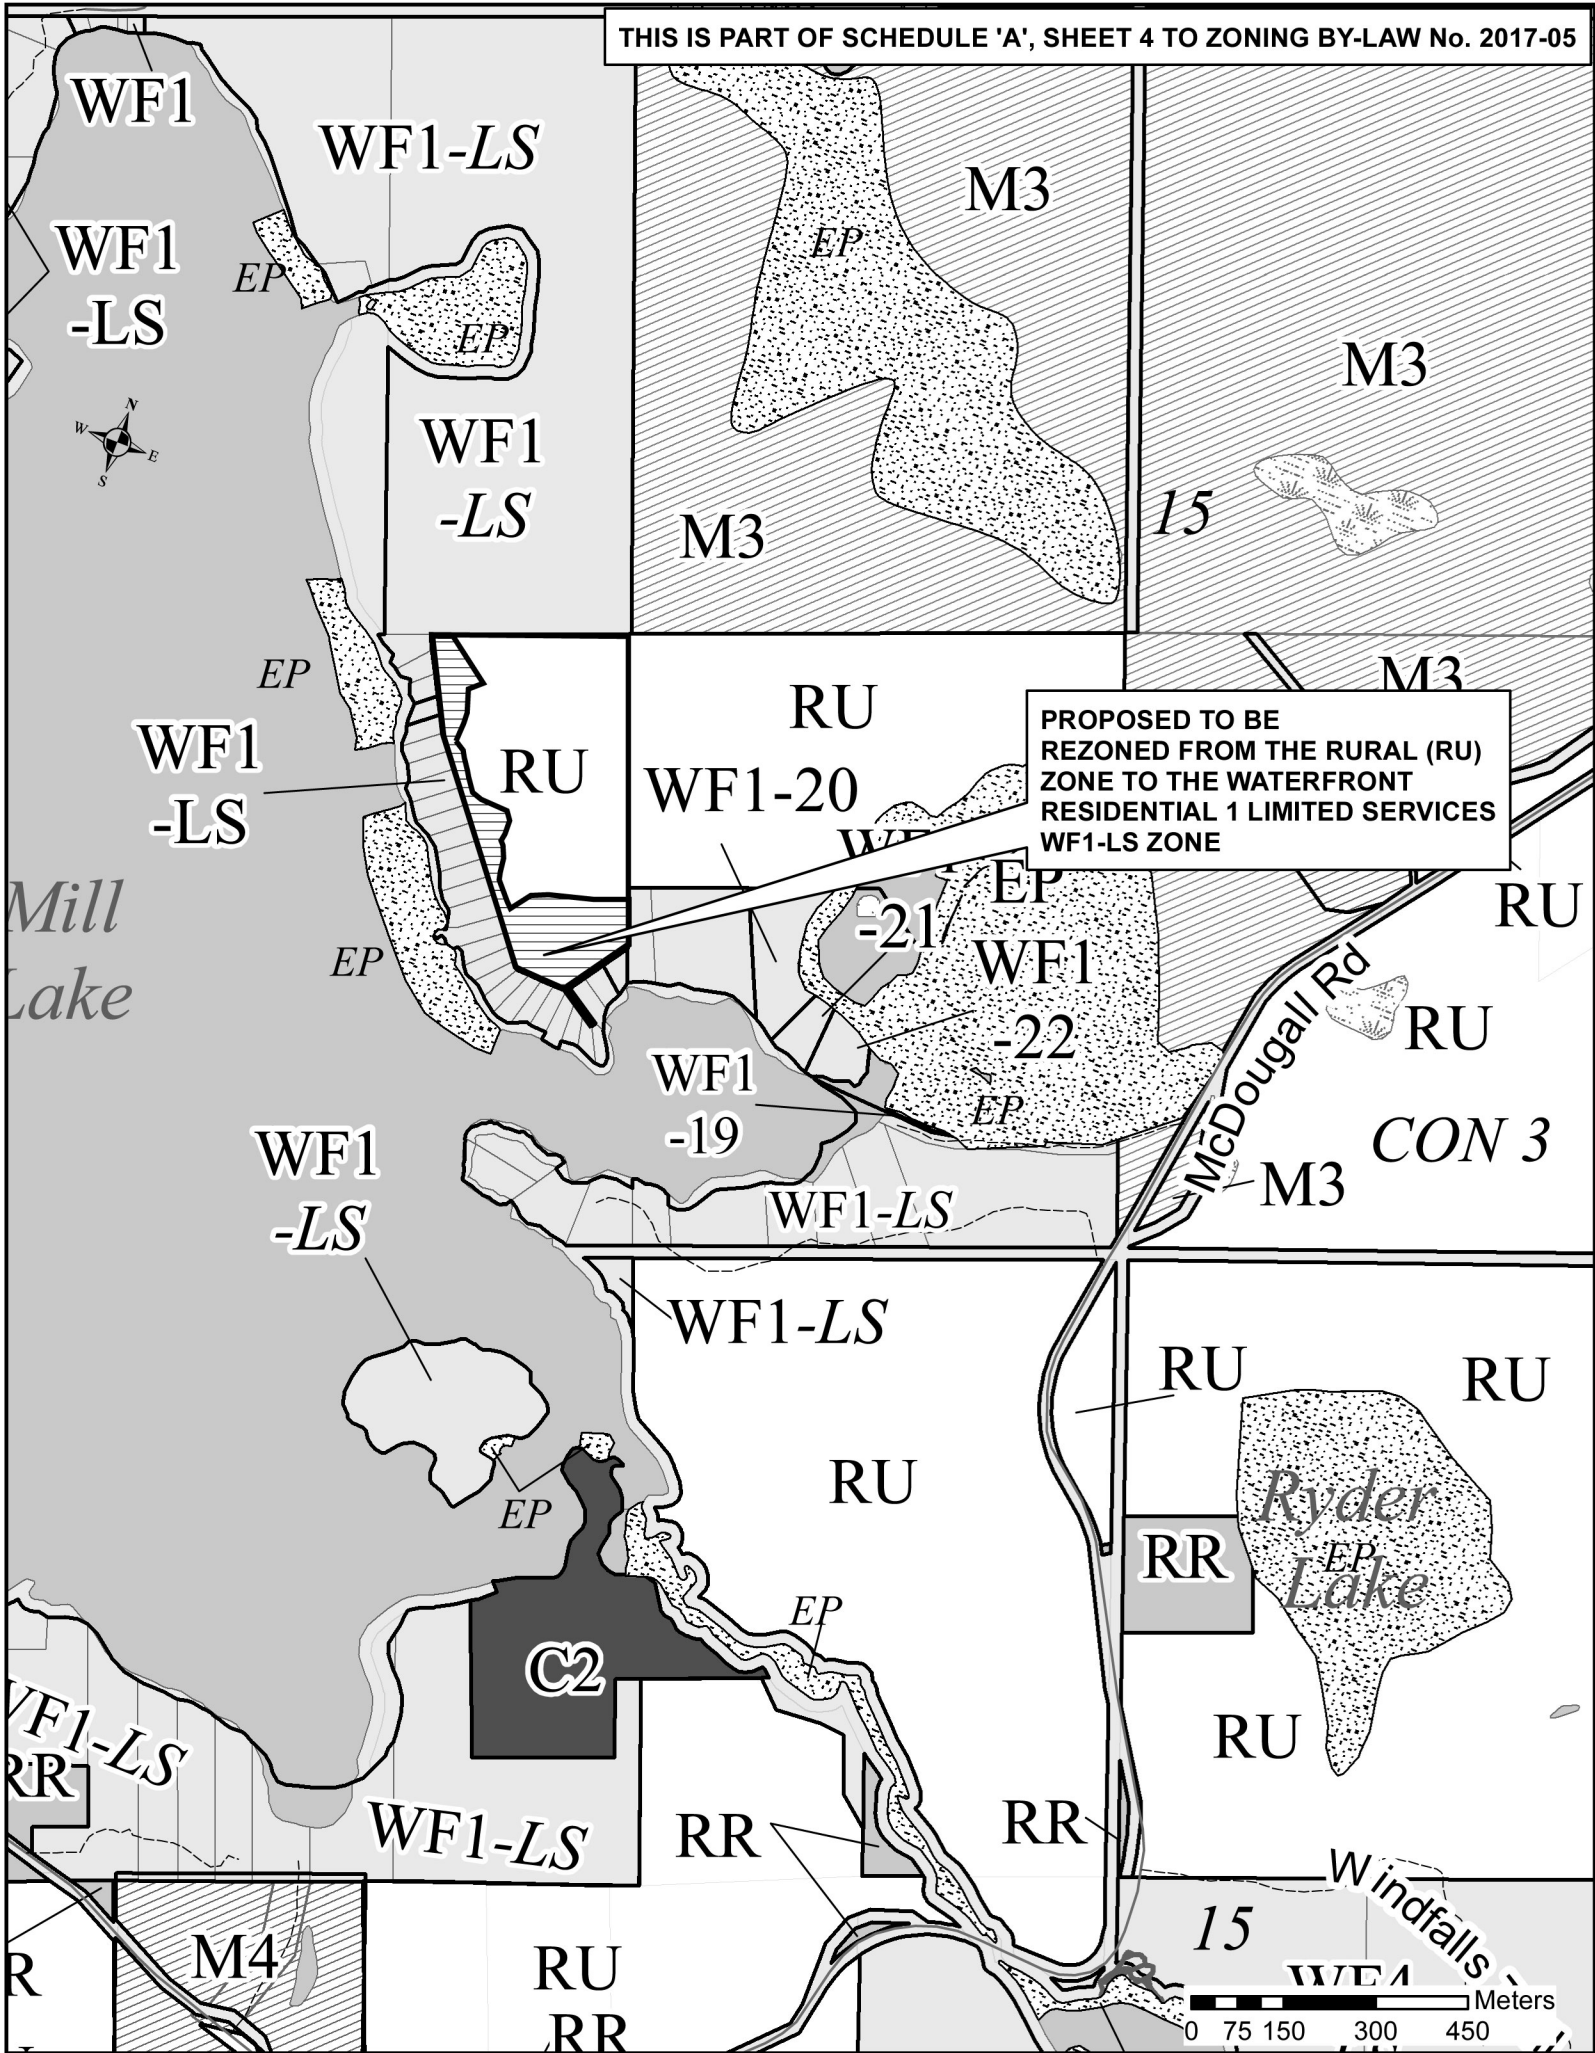 THIS IS PART OF SCHEDULE 'A', SHEET 4 TO ZONING BY-LAW No. 2017-05
WF1
WF1-LS
M3
EP
WF1
-LS
EP
EP
N
W
E
S
M3
WF1
-LS
M3
15
EP
RU
M3
PROPOSED TO BE
REZONED FROM THE RURAL (RU)
ZONE TO THE WATERFRONT
RESIDENTIAL 1 LIMITED SERVICES
WF1-LS ZONE
WF1
-LS
RU
WF1-20
EP
-21
RU
Mill
Lake
EP
WF1
-22
McDougall Rd
RU
WF1
-19
EP
CON 3
WF1
-LS
M3
WF1-LS
WF1-LS
RU
RU
RU
Ryder
Lake
EP
EP
RR
EP
C2
RU
WF1-LS
RR
WF1-LS
RR
RR
Windfalls
15
M4
RU
RR
Meters
0 75 150 300 450